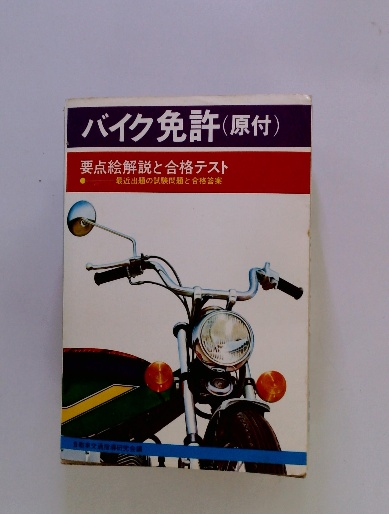 バイク免許(原付)
要点絵解説と合格テスト
最近出題の試験問題と合格答案